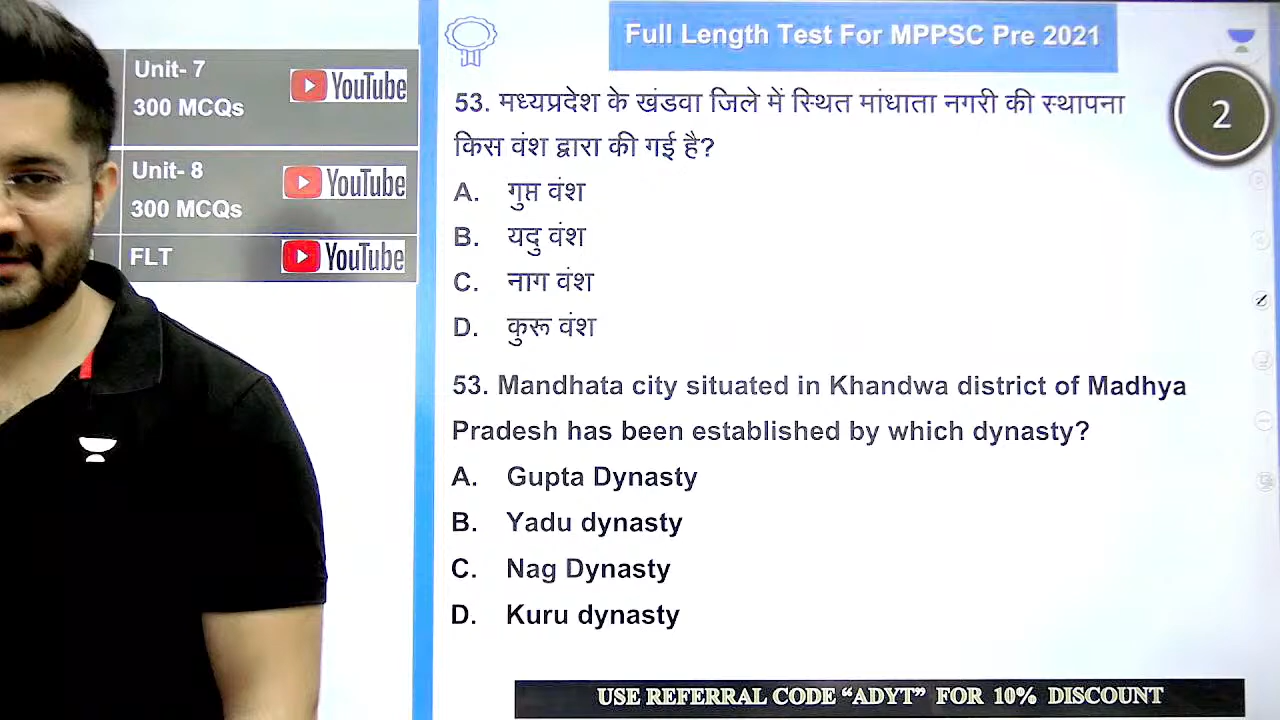 Unit- 7
300 MCQs
YouTube
Unit- 8
300 MCQs
YouTube
FLT
YouTube
Full Length Test For MPPSC Pre 2021
2
53. मध्यप्रदेश के खंडवा जिले में स्थित मांधाता नगरी की स्थापना
किस वंश द्वारा की गई है?
A. गुप्त वंश
B. यदु वंश
C. नाग वंश
D. कुरू वंश
53. Mandhata city situated in Khandwa district of Madhya
Pradesh has been established by which dynasty?
A. Gupta Dynasty
B. Yadu dynasty
C. Nag Dynasty
D. Kuru dynasty
USE REFERRAL CODE “ADYT” FOR 10% DISCOUNT